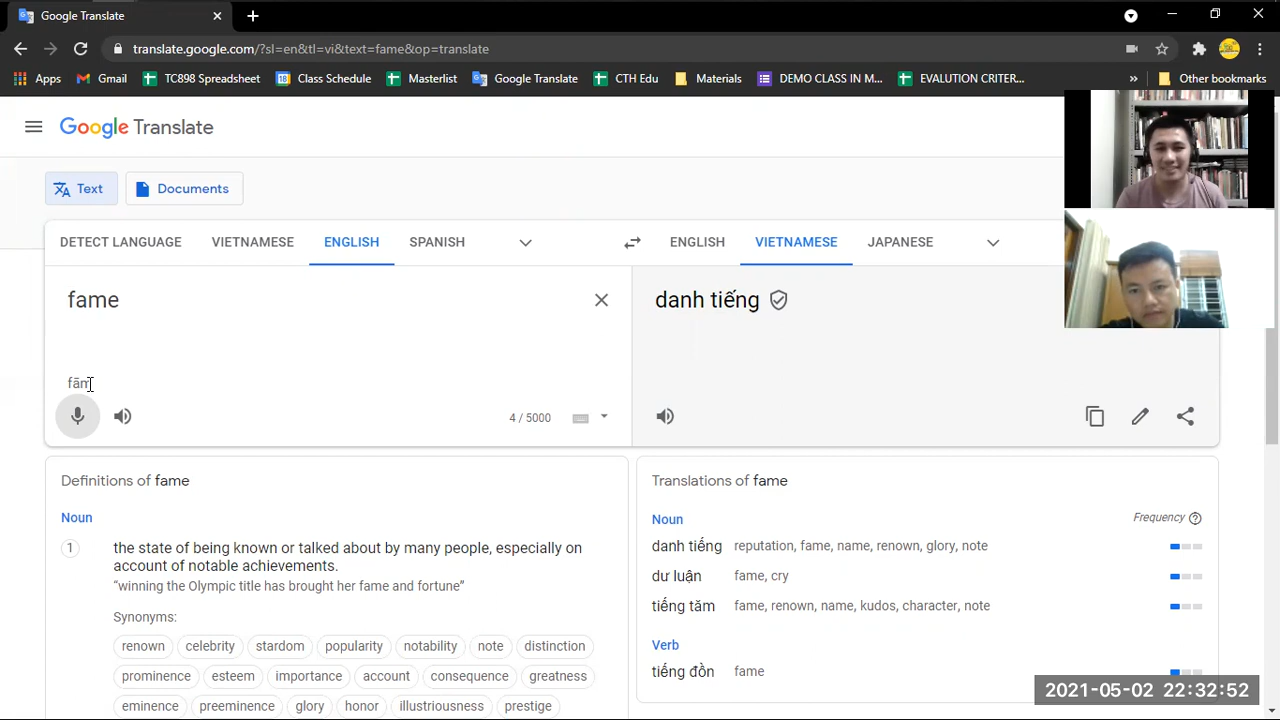 Google Translate
translate.google.com/?sl=en&tl=vi&text=fame&op=translate
Apps Gmail TC898 Spreadsheet Class Schedule Masterlist Google Translate CTH Edu Materials DEMO CLASS IN M... EVALUTION CRITER... » Other bookmarks
Google Translate
Text Documents
DETECT LANGUAGE VIETNAMESE ENGLISH SPANISH ENGLISH VIETNAMESE JAPANESE
fame danh tiếng
fām
4 / 5000
Definitions of fame
Noun
1 the state of being known or talked about by many people, especially on
account of notable achievements.
“winning the Olympic title has brought her fame and fortune”
Synonyms:
renown celebrity stardom popularity notability note distinction
prominence esteem importance account consequence greatness
eminence preeminence glory honor illustriousness prestige
Translations of fame
Noun Frequency
danh tiếng reputation, fame, name, renown, glory, note
dư luận fame, cry
tiếng tăm fame, renown, name, kudos, character, note
Verb
tiếng đồn fame
2021-05-02 22:32:52